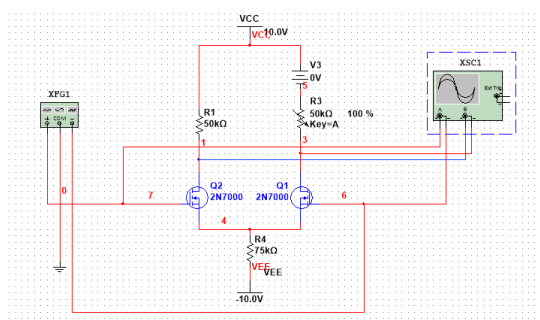 VCC
VCC 10.0V
V3
0V
5
XSC1
Ext Trig
A
B
XFG1
COM
R1
50kΩ
1
R3
50kΩ 100 %
Key=A
3
0
7
Q2
2N7000
Q1
2N7000
6
4
R4
75kΩ
VEE
VEE
-10.0V